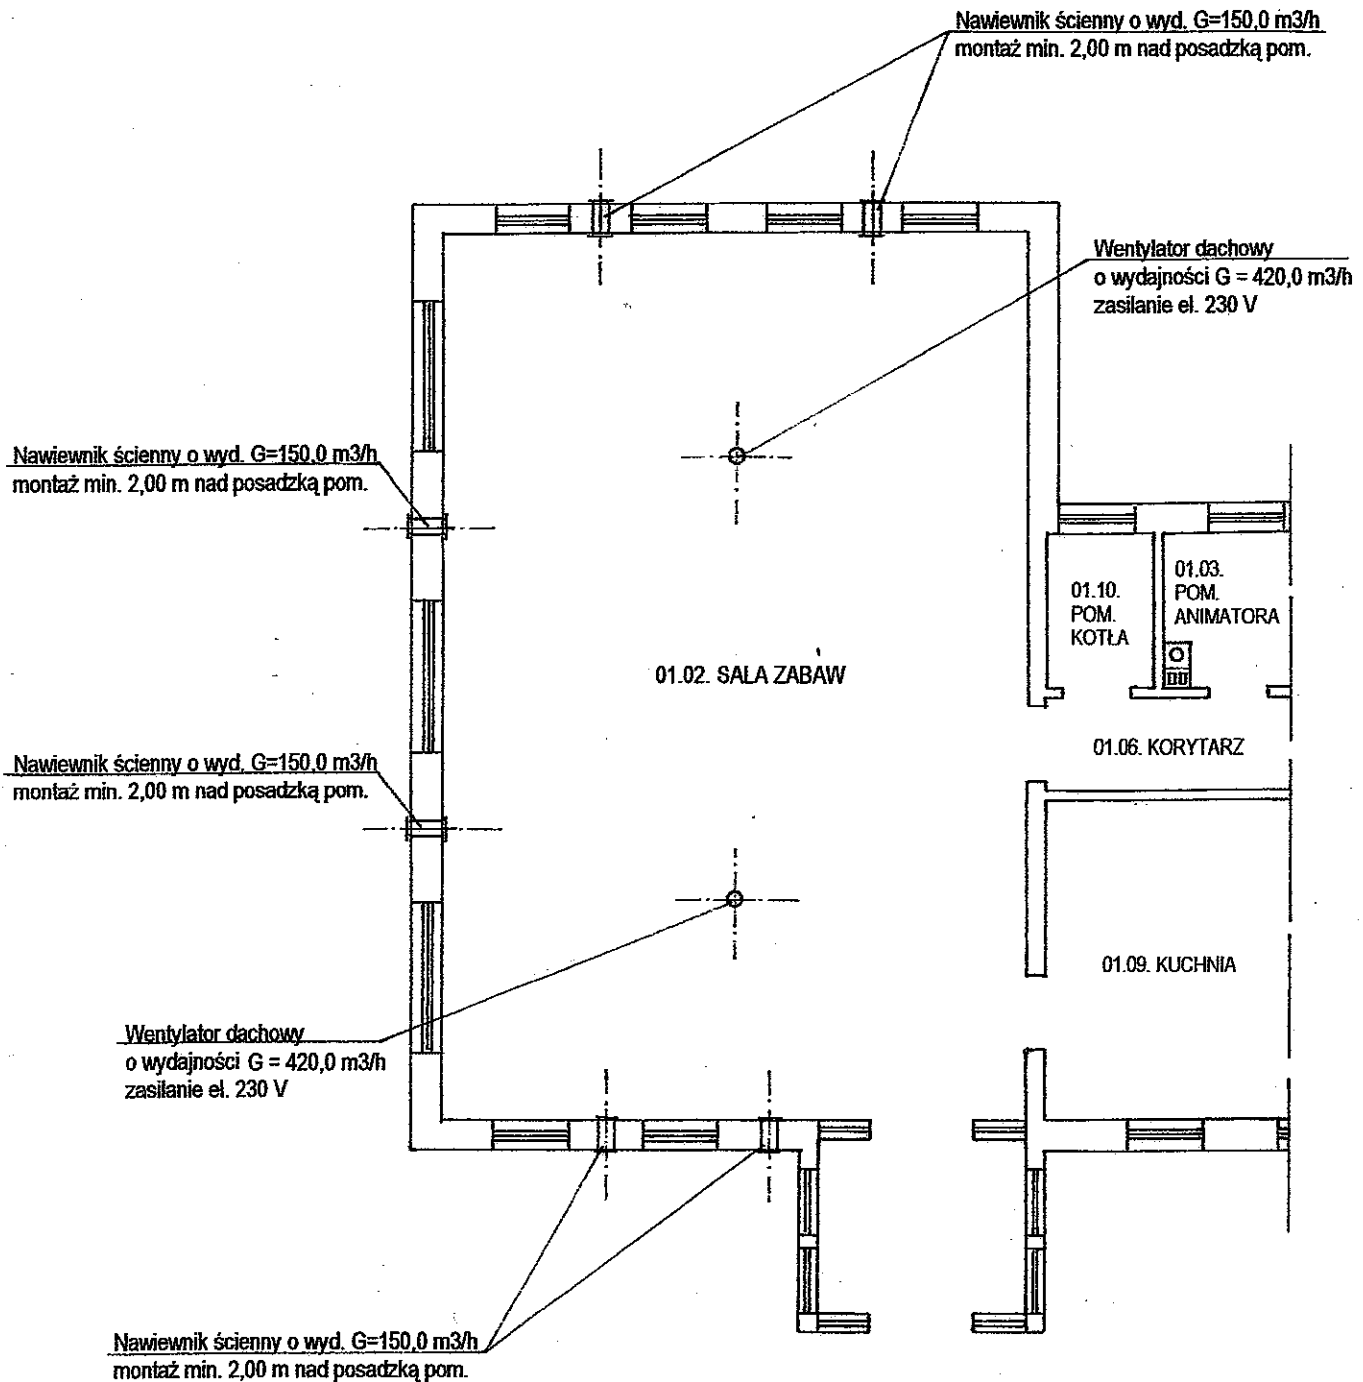 Nawiewnik ścienny o wyd. G=150,0 m3/h
montaż min. 2,00 m nad posadzką pom.
Wentylator dachowy
o wydajności G = 420,0 m3/h
zasilanie el. 230 V
Nawiewnik ścienny o wyd. G=150,0 m3/h
montaż min. 2,00 m nad posadzką pom.
01.10.
POM.
KOTŁA
01.03.
POM.
ANIMATORA
01.02. SALA ZABAW
01.06. KORYTARZ
Nawiewnik ścienny o wyd. G=150,0 m3/h
montaż min. 2,00 m nad posadzką pom.
01.09. KUCHNIA
Wentylator dachowy
o wydajności G = 420,0 m3/h
zasilanie el. 230 V
Nawiewnik ścienny o wyd. G=150,0 m3/h
montaż min. 2,00 m nad posadzką pom.